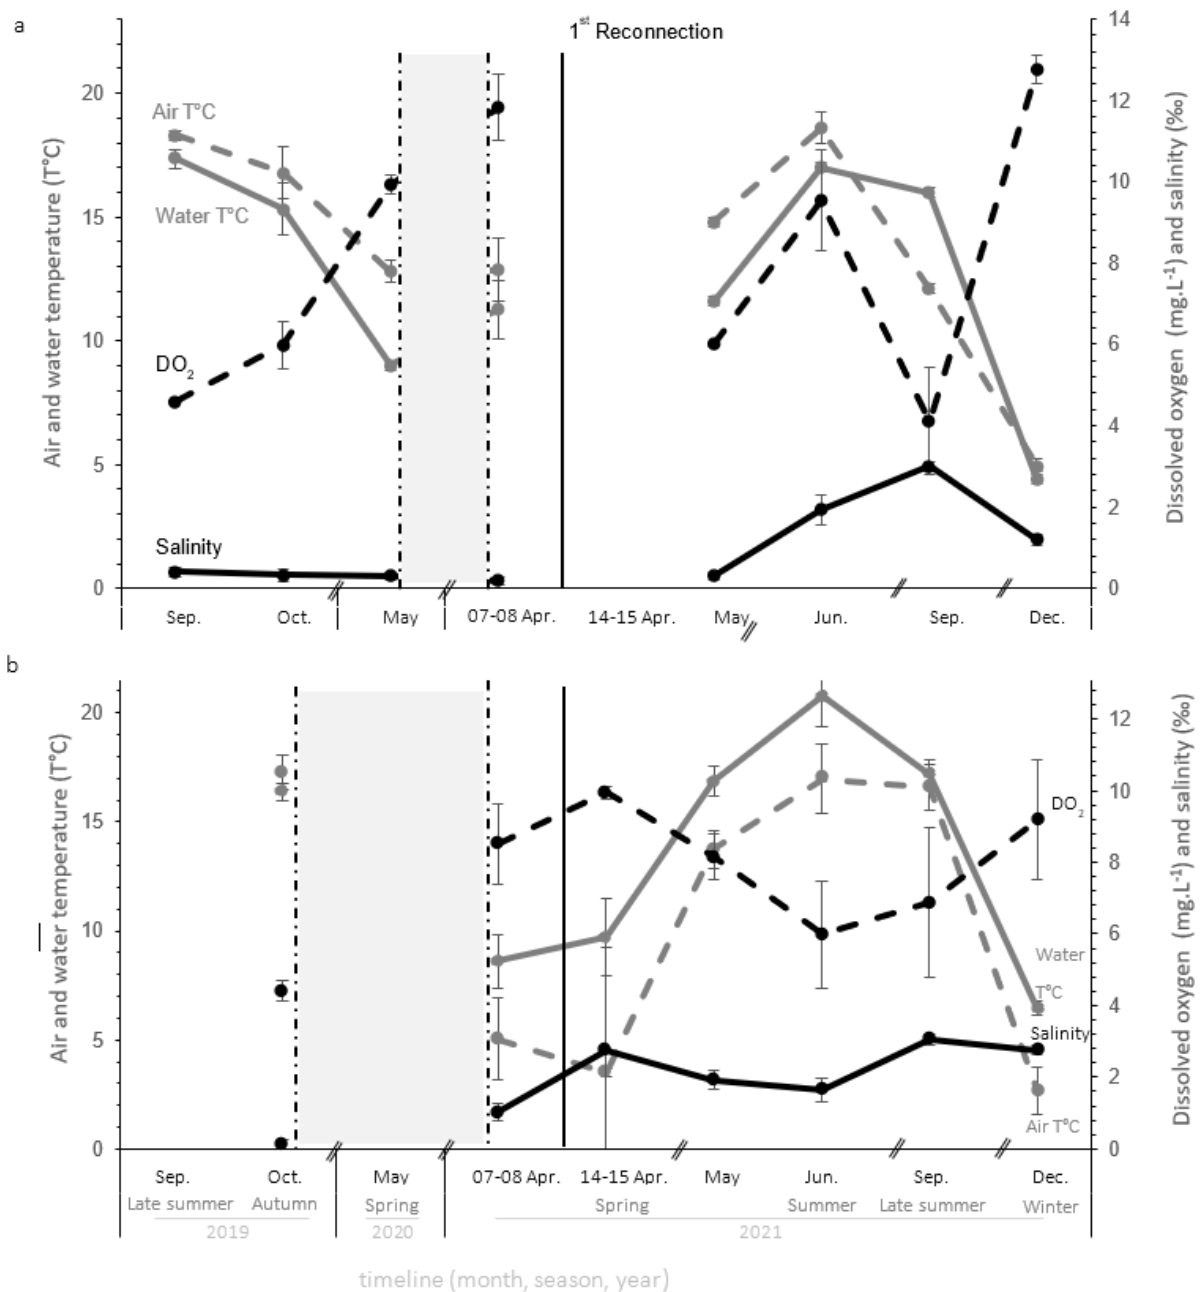 a
1st Reconnection
14
12
10
8
6
4
2
0
20
15
10
5
0
Air and water temperature (T°C)
Dissolved oxygen (mg.L-1) and salinity (‰)
Air T°C
Water T°C
DO2
Salinity
Sep. Oct. May 07-08 Apr. 14-15 Apr. May Jun. Sep. Dec.
b
20
15
10
5
0
12
10
8
6
4
2
0
Air and water temperature (T°C)
Dissolved oxygen (mg.L-1) and salinity (‰)
DO2
Water
T°C
Salinity
Air T°C
Sep. Oct. May 07-08 Apr. 14-15 Apr. May Jun. Sep. Dec.
Late summer Autumn Spring Spring Summer Late summer Winter
2019 2020 2021
timeline (month, season, year)